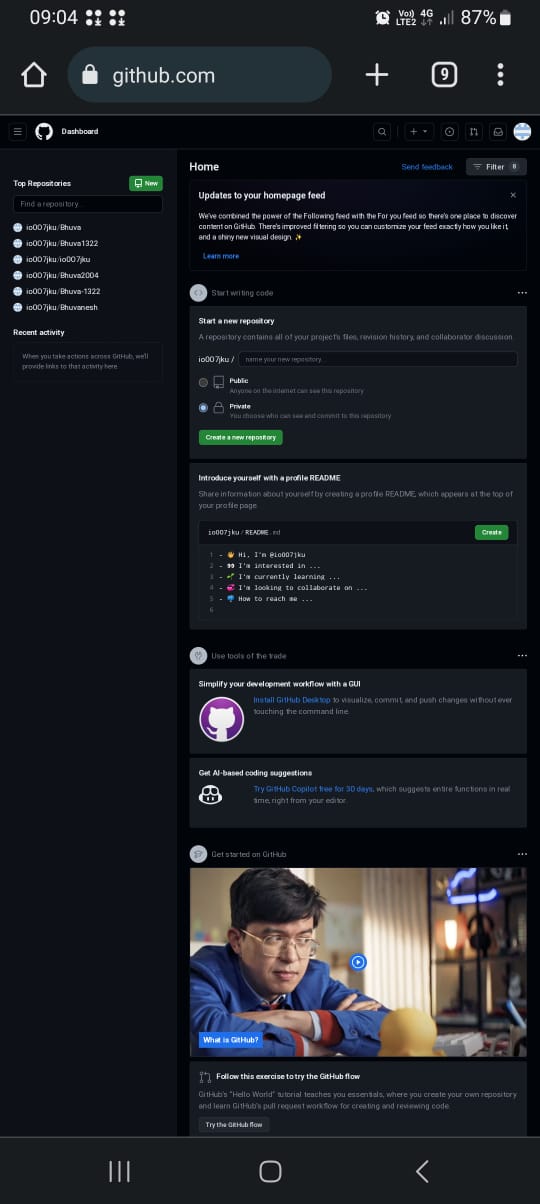 09:04
Vo)) LTE2 4G 87%
github.com
9
Dashboard
Top Repositories
New
Find a repository...
io007jku/Bhuva
io007jku/Bhuva1322
io007jku/io007jku
io007jku/Bhuva2004
io007jku/Bhuva-1322
io007jku/Bhuvanesh
Recent activity
When you take actions across GitHub, we'll
provide links to that activity here.
Home
Send feedback
Filter 8
Updates to your homepage feed
We've combined the power of the Following feed with the For you feed so there's one place to discover
content on GitHub. There's improved filtering so you can customize your feed exactly how you like it,
and a shiny new visual design. ✨
Learn more
Start writing code
Start a new repository
A repository contains all of your project's files, revision history, and collaborator discussion.
io007jku / name your new repository...
Public
Anyone on the internet can see this repository
Private
You choose who can see and commit to this repository
Create a new repository
Introduce yourself with a profile README
Share information about yourself by creating a profile README, which appears at the top of
your profile page.
io007jku / README.md
Create
1 - 👋 Hi, I'm @io007jku
2 - 👀 I'm interested in ...
3 - 🌱 I'm currently learning ...
4 - 💞️ I'm looking to collaborate on ...
5 - 📫 How to reach me ...
6
Use tools of the trade
Simplify your development workflow with a GUI
Install GitHub Desktop to visualize, commit, and push changes without ever
touching the command line.
Get AI-based coding suggestions
Try GitHub Copilot free for 30 days, which suggests entire functions in real
time, right from your editor.
Get started on GitHub
What is GitHub?
Follow this exercise to try the GitHub flow
GitHub's "Hello World" tutorial teaches you essentials, where you create your own repository
and learn GitHub's pull request workflow for creating and reviewing code.
Try the GitHub flow